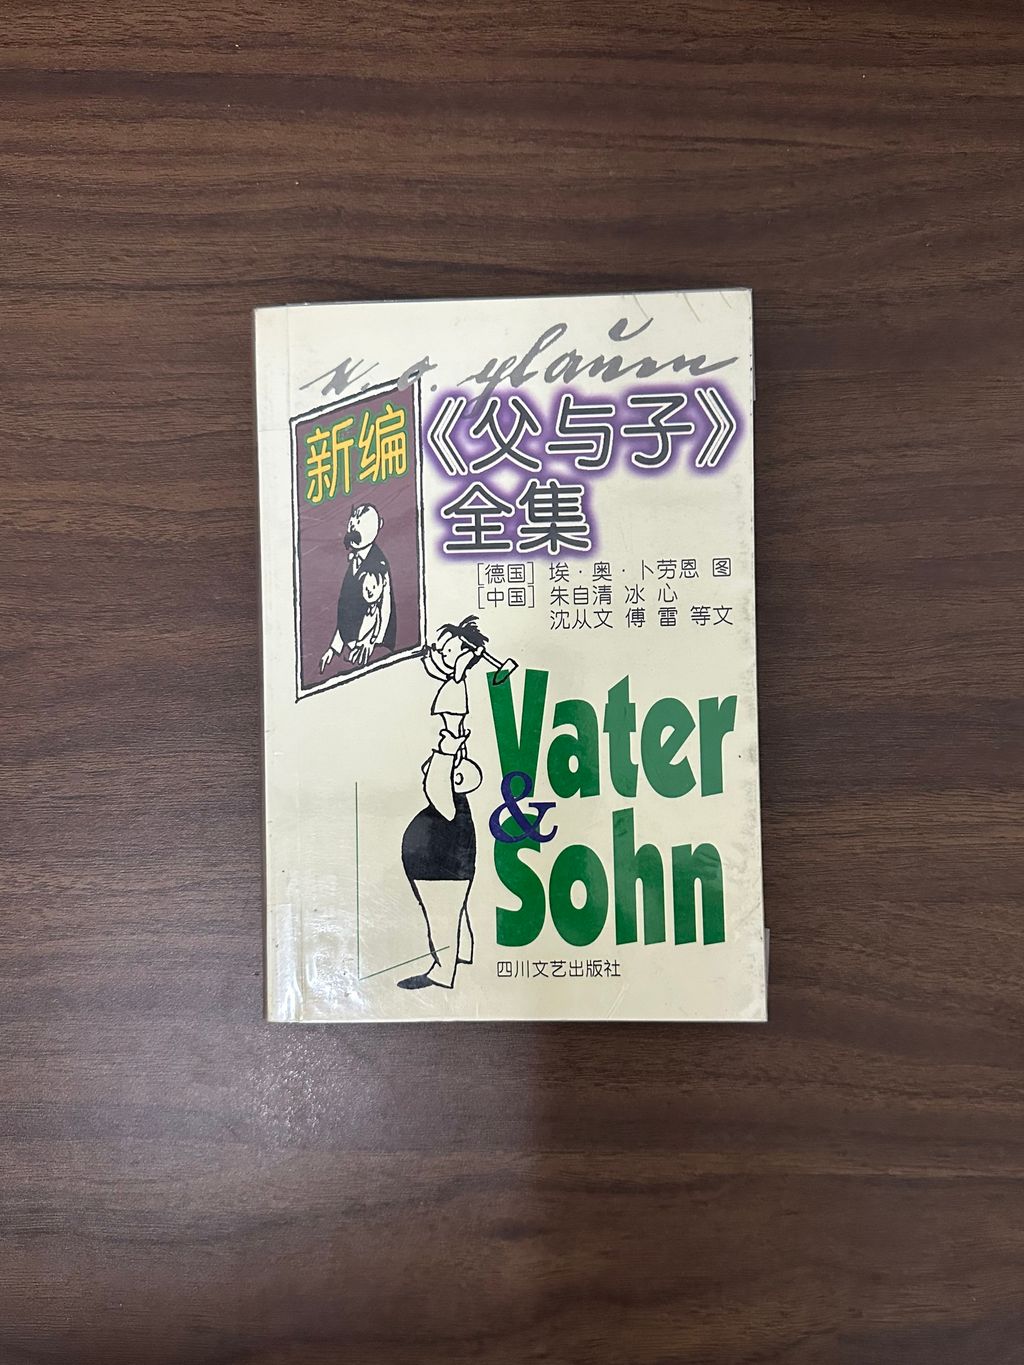 新编
《父与子》
全集
[德国] 埃·奥·卜劳恩 图
[中国] 朱自清 冰 心
沈从文 傅 雷 等文
Vater
&
Sohn
四川文艺出版社